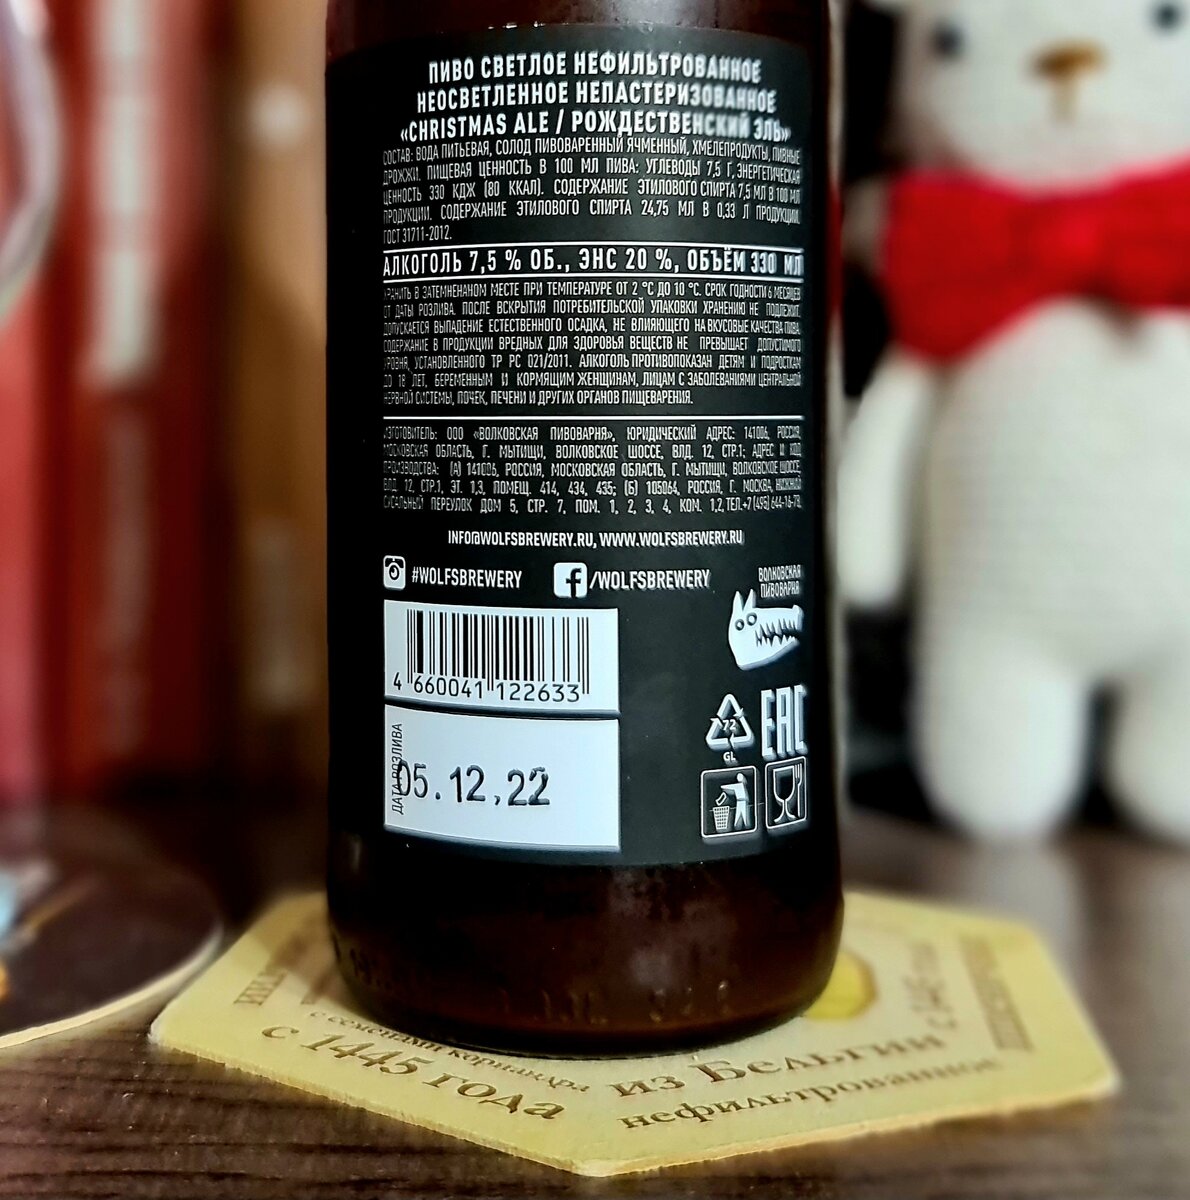 ПИВО СВЕТЛОЕ НЕФИЛЬТРОВАННОЕ
НЕОСВЕТЛЕННОЕ НЕПАСТЕРИЗОВАННОЕ
«CHRISTMAS ALE / РОЖДЕСТВЕНСКИЙ ЭЛЬ»
СОСТАВ: ВОДА ПИТЬЕВАЯ, СОЛОД ПИВОВАРЕННЫЙ ЯЧМЕННЫЙ, ХМЕЛЕПРОДУКТЫ, ПИВНЫЕ
ДРОЖЖИ. ПИЩЕВАЯ ЦЕННОСТЬ В 100 МЛ ПИВА: УГЛЕВОДЫ 7,5 Г, ЭНЕРГЕТИЧЕСКАЯ
ЦЕННОСТЬ 330 КДЖ (80 ККАЛ). СОДЕРЖАНИЕ ЭТИЛОВОГО СПИРТА 7,5 МЛ В 100 МЛ
ПРОДУКЦИИ. СОДЕРЖАНИЕ ЭТИЛОВОГО СПИРТА 24,75 МЛ В 0,33 Л ПРОДУКЦИИ.
ГОСТ 31711-2012.
АЛКОГОЛЬ 7,5 % ОБ., ЭНС 20 %, ОБЪЁМ 330 МЛ
ХРАНИТЬ В ЗАТЕМНЕНАНОМ МЕСТЕ ПРИ ТЕМПЕРАТУРЕ ОТ 2 °C ДО 10 °C. СРОК ГОДНОСТИ 6 МЕСЯЦЕВ
ОТ ДАТЫ РОЗЛИВА. ПОСЛЕ ВСКРЫТИЯ ПОТРЕБИТЕЛЬСКОЙ УПАКОВКИ ХРАНЕНИЮ НЕ ПОДЛЕЖИТ.
ДОПУСКАЕТСЯ ВЫПАДЕНИЕ ЕСТЕСТВЕННОГО ОСАДКА, НЕ ВЛИЯЮЩЕГО НА ВКУСОВЫЕ КАЧЕСТВА ПИВА.
СОДЕРЖАНИЕ В ПРОДУКЦИИ ВРЕДНЫХ ДЛЯ ЗДОРОВЬЯ ВЕЩЕСТВ НЕ ПРЕВЫШАЕТ ДОПУСТИМОГО
УРОВНЯ, УСТАНОВЛЕННОГО ТР РС 021/2011. АЛКОГОЛЬ ПРОТИВОПОКАЗАН ДЕТЯМ И ПОДРОСТКАМ
ДО 18 ЛЕТ, БЕРЕМЕННЫМ И КОРМЯЩИМ ЖЕНЩИНАМ, ЛИЦАМ С ЗАБОЛЕВАНИЯМИ ЦЕНТРАЛЬНОЙ
НЕРВНОЙ СИСТЕМЫ, ПОЧЕК, ПЕЧЕНИ И ДРУГИХ ОРГАНОВ ПИЩЕВАРЕНИЯ.
ИЗГОТОВИТЕЛЬ: ООО «ВОЛКОВСКАЯ ПИВОВАРНЯ», ЮРИДИЧЕСКИЙ АДРЕС: 141006, РОССИЯ,
МОСКОВСКАЯ ОБЛАСТЬ, Г. МЫТИЩИ, ВОЛКОВСКОЕ ШОССЕ, ВЛД. 12, СТР.1; АДРЕС И КОД
ПРОИЗВОДСТВА: (А) 141006, РОССИЯ, МОСКОВСКАЯ ОБЛАСТЬ, Г. МЫТИЩИ, ВОЛКОВСКОЕ ШОССЕ,
ВЛД. 12, СТР.1, ЭТ. 1,3, ПОМЕЩ. 414, 434, 435; (Б) 105064, РОССИЯ, Г. МОСКВА, НИЖНИЙ
СУСАЛЬНЫЙ ПЕРЕУЛОК ДОМ 5, СТР. 7, ПОМ. 1, 2, 3, 4, КОМ. 1,2, ТЕЛ.+7 (495) 644-16-73.
INFO@WOLFSBREWERY.RU, WWW.WOLFSBREWERY.RU
#WOLFSBREWERY /WOLFSBREWERY
ВОЛКОВСКАЯ
ПИВОВАРНЯ
4 660041 122633
72
GL
EAC
ДАТА РОЗЛИВА
05.12,22
с семенами кориандра
с 1445 года
из Бельгии
нефильтрованное